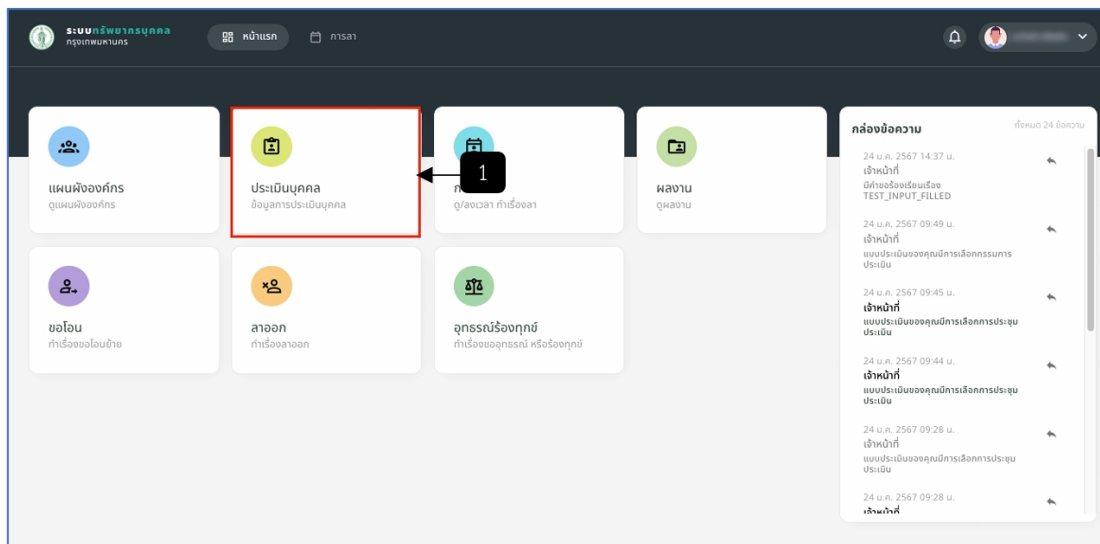 ระบบทรัพยากรบุคคล
กรุงเทพมหานคร
หน้าแรก
การลา
แผนผังองค์กร
ดูแผนผังองค์กร
ประเมินบุคคล
ข้อมูลการประเมินบุคคล
1
ดู/ลงเวลา ทำเรื่องลา
ผลงาน
ดูผลงาน
ขอโอน
ทำเรื่องขอโอนย้าย
ลาออก
ทำเรื่องลาออก
อุทธรณ์ร้องทุกข์
ทำเรื่องขออุทธรณ์ หรือร้องทุกข์
กล่องข้อความ
ทั้งหมด 24 ข้อความ
24 ม.ค. 2567 14:37 น.
เจ้าหน้าที่
มีคำขอร้องเรียนเรื่อง
TEST_INPUT_FILLED
24 ม.ค. 2567 09:49 น.
เจ้าหน้าที่
แบบประเมินของคุณมีการเลือกกรรมการ
ประเมิน
24 ม.ค. 2567 09:45 น.
เจ้าหน้าที่
แบบประเมินของคุณมีการเลือกการประชุม
ประเมิน
24 ม.ค. 2567 09:44 น.
เจ้าหน้าที่
แบบประเมินของคุณมีการเลือกการประชุม
ประเมิน
24 ม.ค. 2567 09:28 น.
เจ้าหน้าที่
แบบประเมินของคุณมีการเลือกการประชุม
ประเมิน
24 ม.ค. 2567 09:28 น.
เจ้าหน้าที่